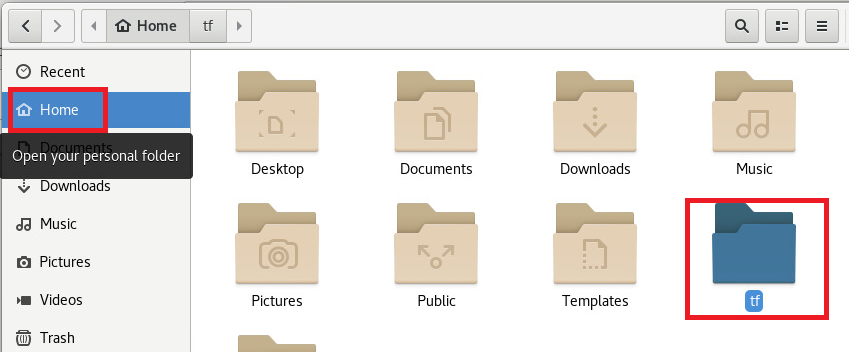 Home tf
Recent
Home
Documents
Open your personal folder
Downloads
Music
Pictures
Videos
Trash
Desktop Documents Downloads Music
Pictures Public Templates tf